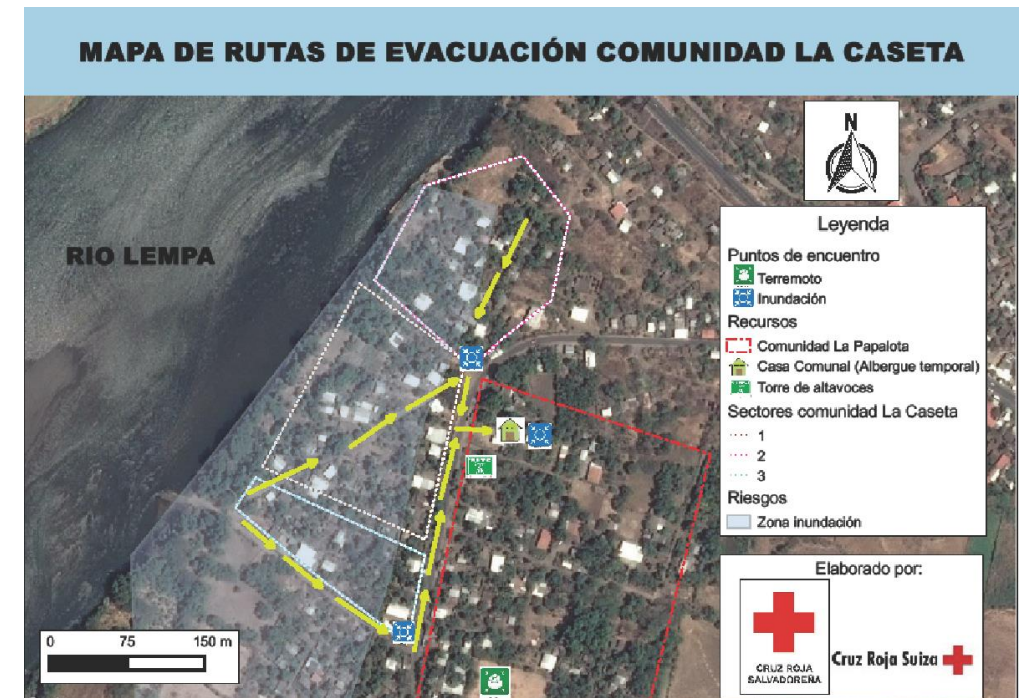 MAPA DE RUTAS DE EVACUACIÓN COMUNIDAD LA CASETA
N
RIO LEMPA
Leyenda
Puntos de encuentro
Terremoto
Inundación
Recursos
Comunidad La Papalota
Casa Comunal (Albergue temporal)
Torre de altavoces
Sectores comunidad La Caseta
1
2
3
Riesgos
Zona inundación
0 75 150 m
Elaborado por:
CRUZ ROJA
SALVADOREÑA
Cruz Roja Suiza